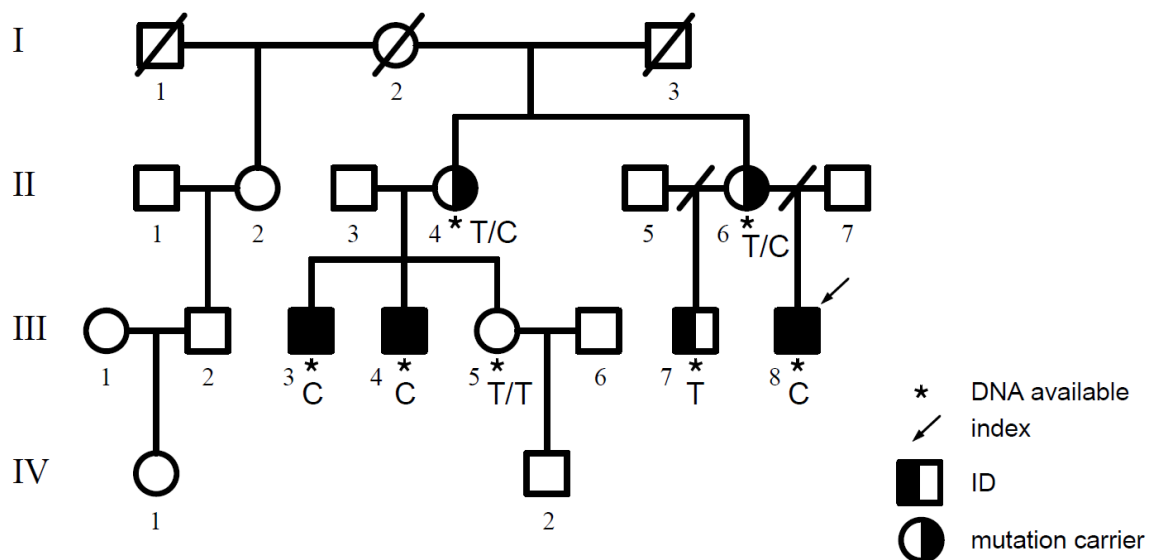 I
1 2 3
II
1 2 3 4 * T/C 5 6 * T/C 7
III
1 2 3 * C 4 * C 5 * T/T 6 7 * T 8 * C
IV
1 2
* DNA available
index
ID
mutation carrier